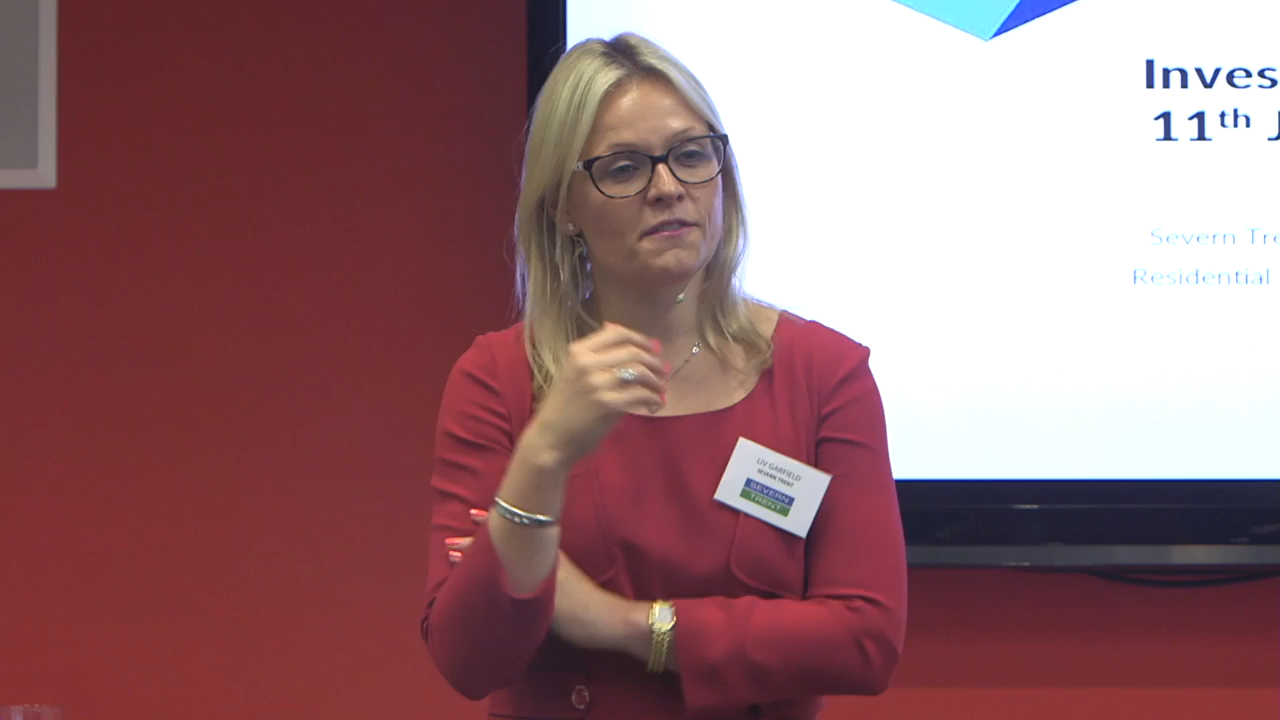 Inves
11th J
Severn Tre
Residential
LIV GARFIELD
SEVERN TRENT
SEVERN
TRENT